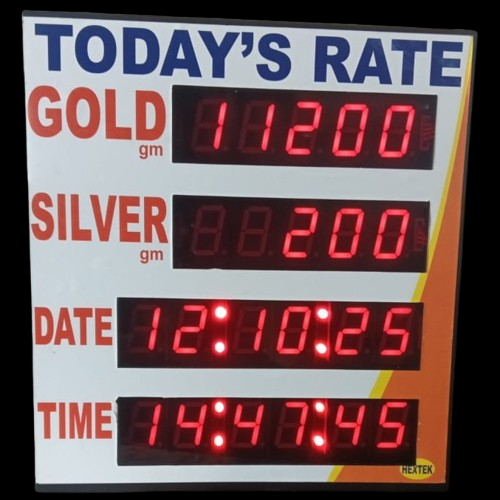 TODAY'S RATE
GOLD 11200
gm
SILVER 200
gm
DATE 12:10:25
TIME 14:47:45
HEXTEK